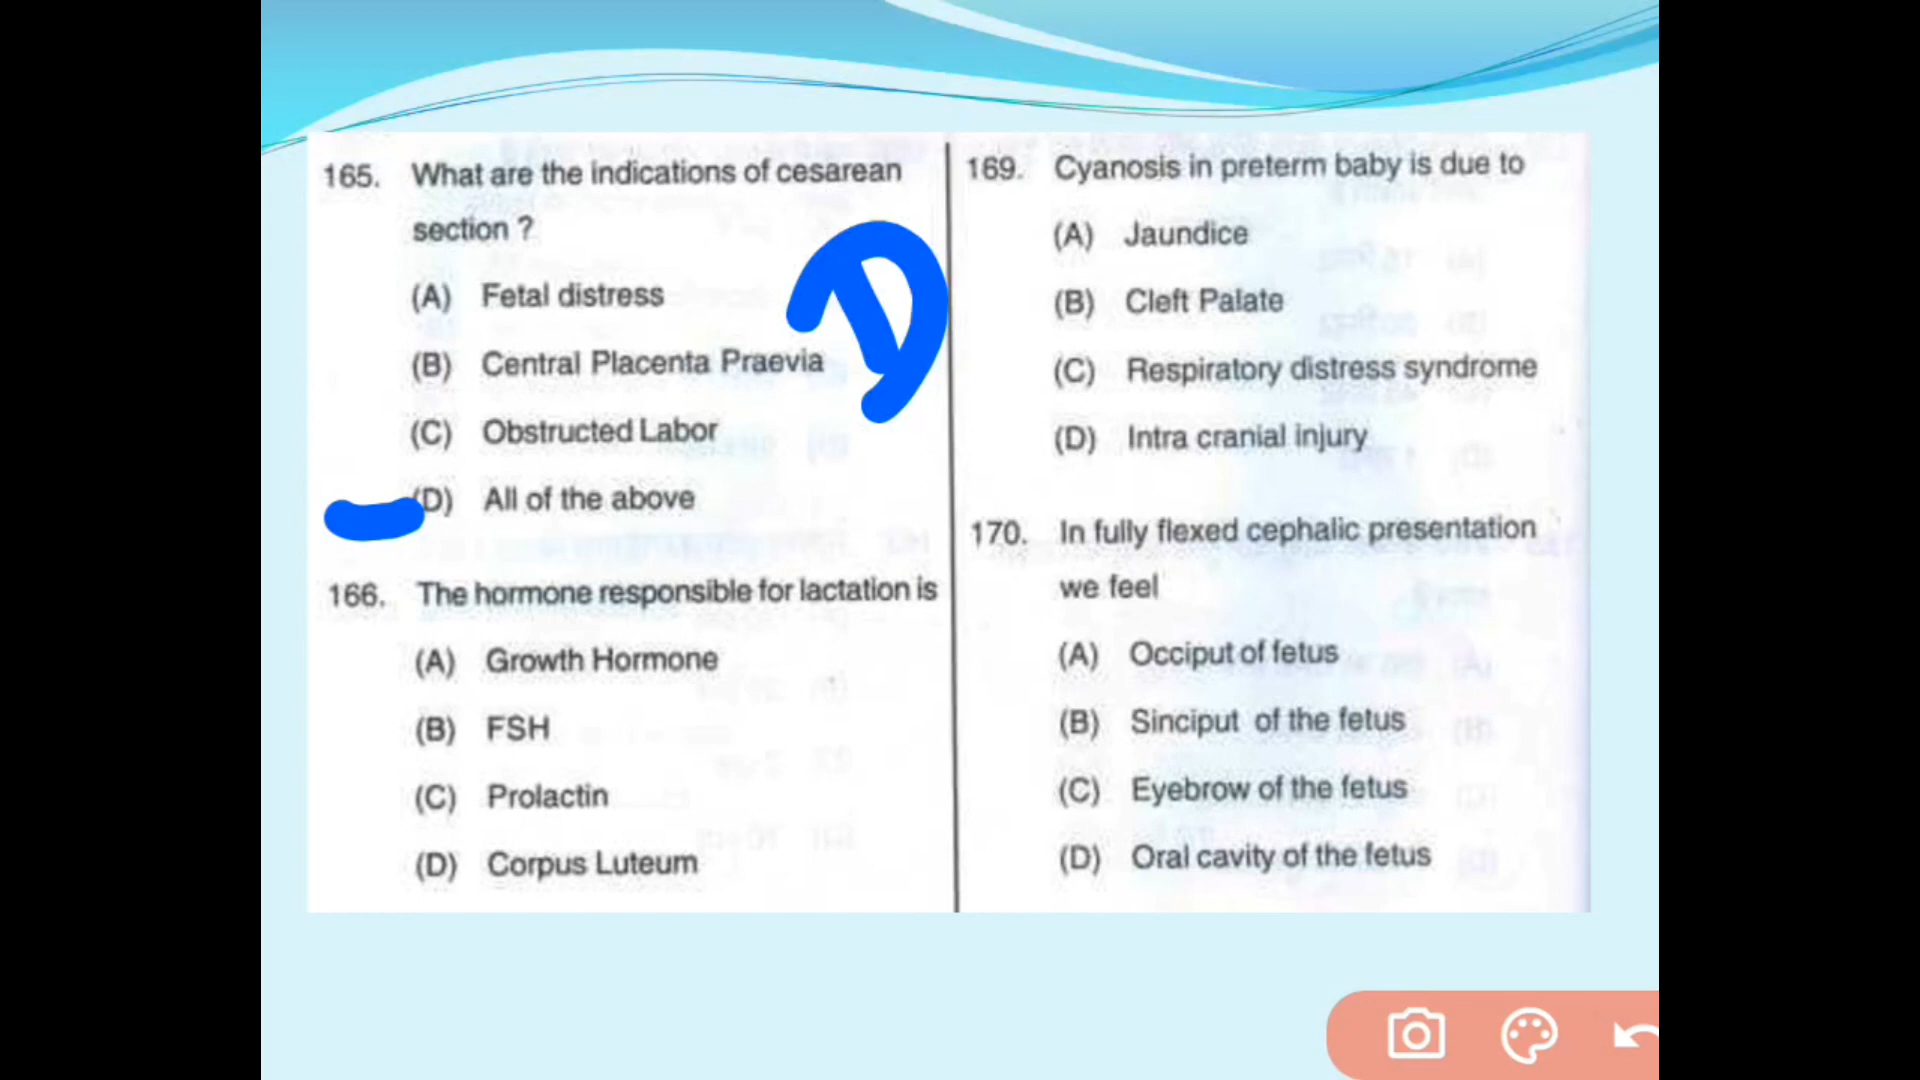 165. What are the indications of cesarean
section ?
(A) Fetal distress
(B) Central Placenta Praevia
(C) Obstructed Labor
(D) All of the above
D
166. The hormone responsible for lactation is
(A) Growth Hormone
(B) FSH
(C) Prolactin
(D) Corpus Luteum
169. Cyanosis in preterm baby is due to
(A) Jaundice
(B) Cleft Palate
(C) Respiratory distress syndrome
(D) Intra cranial injury
170. In fully flexed cephalic presentation
we feel
(A) Occiput of fetus
(B) Sinciput of the fetus
(C) Eyebrow of the fetus
(D) Oral cavity of the fetus